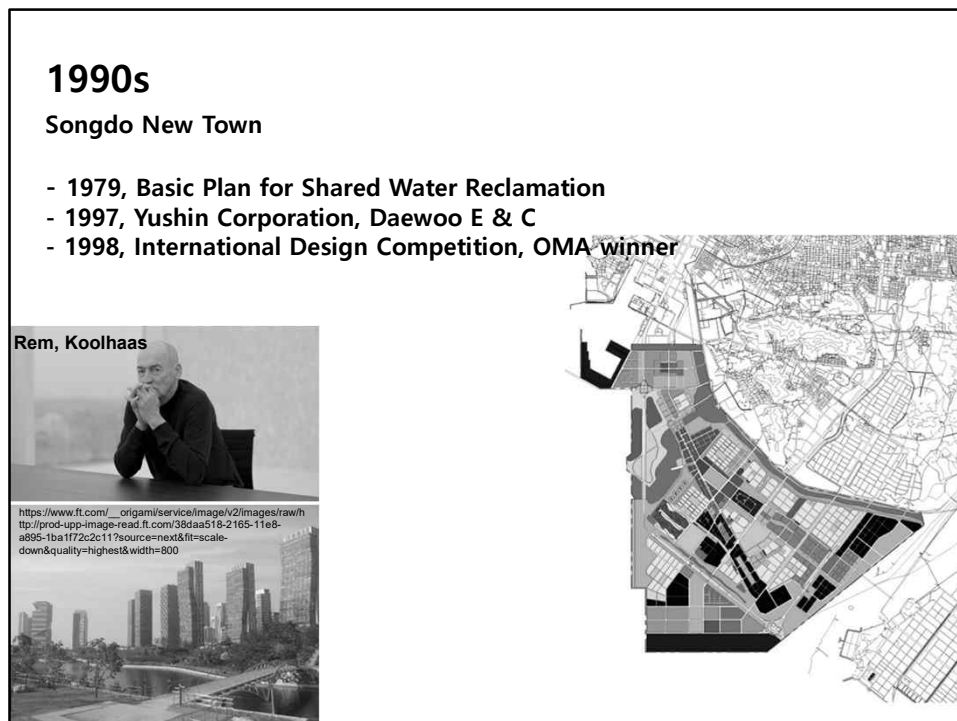 1990s
Songdo New Town
- 1979, Basic Plan for Shared Water Reclamation
- 1997, Yushin Corporation, Daewoo E & C
- 1998, International Design Competition, OMA winner
Rem, Koolhaas
https://www.ft.com/__origami/service/image/v2/images/raw/h
ttp://prod-upp-image-read.ft.com/38daa518-2165-11e8-
a895-1ba1f72c2c11?source=next&fit=scale-
down&quality=highest&width=800